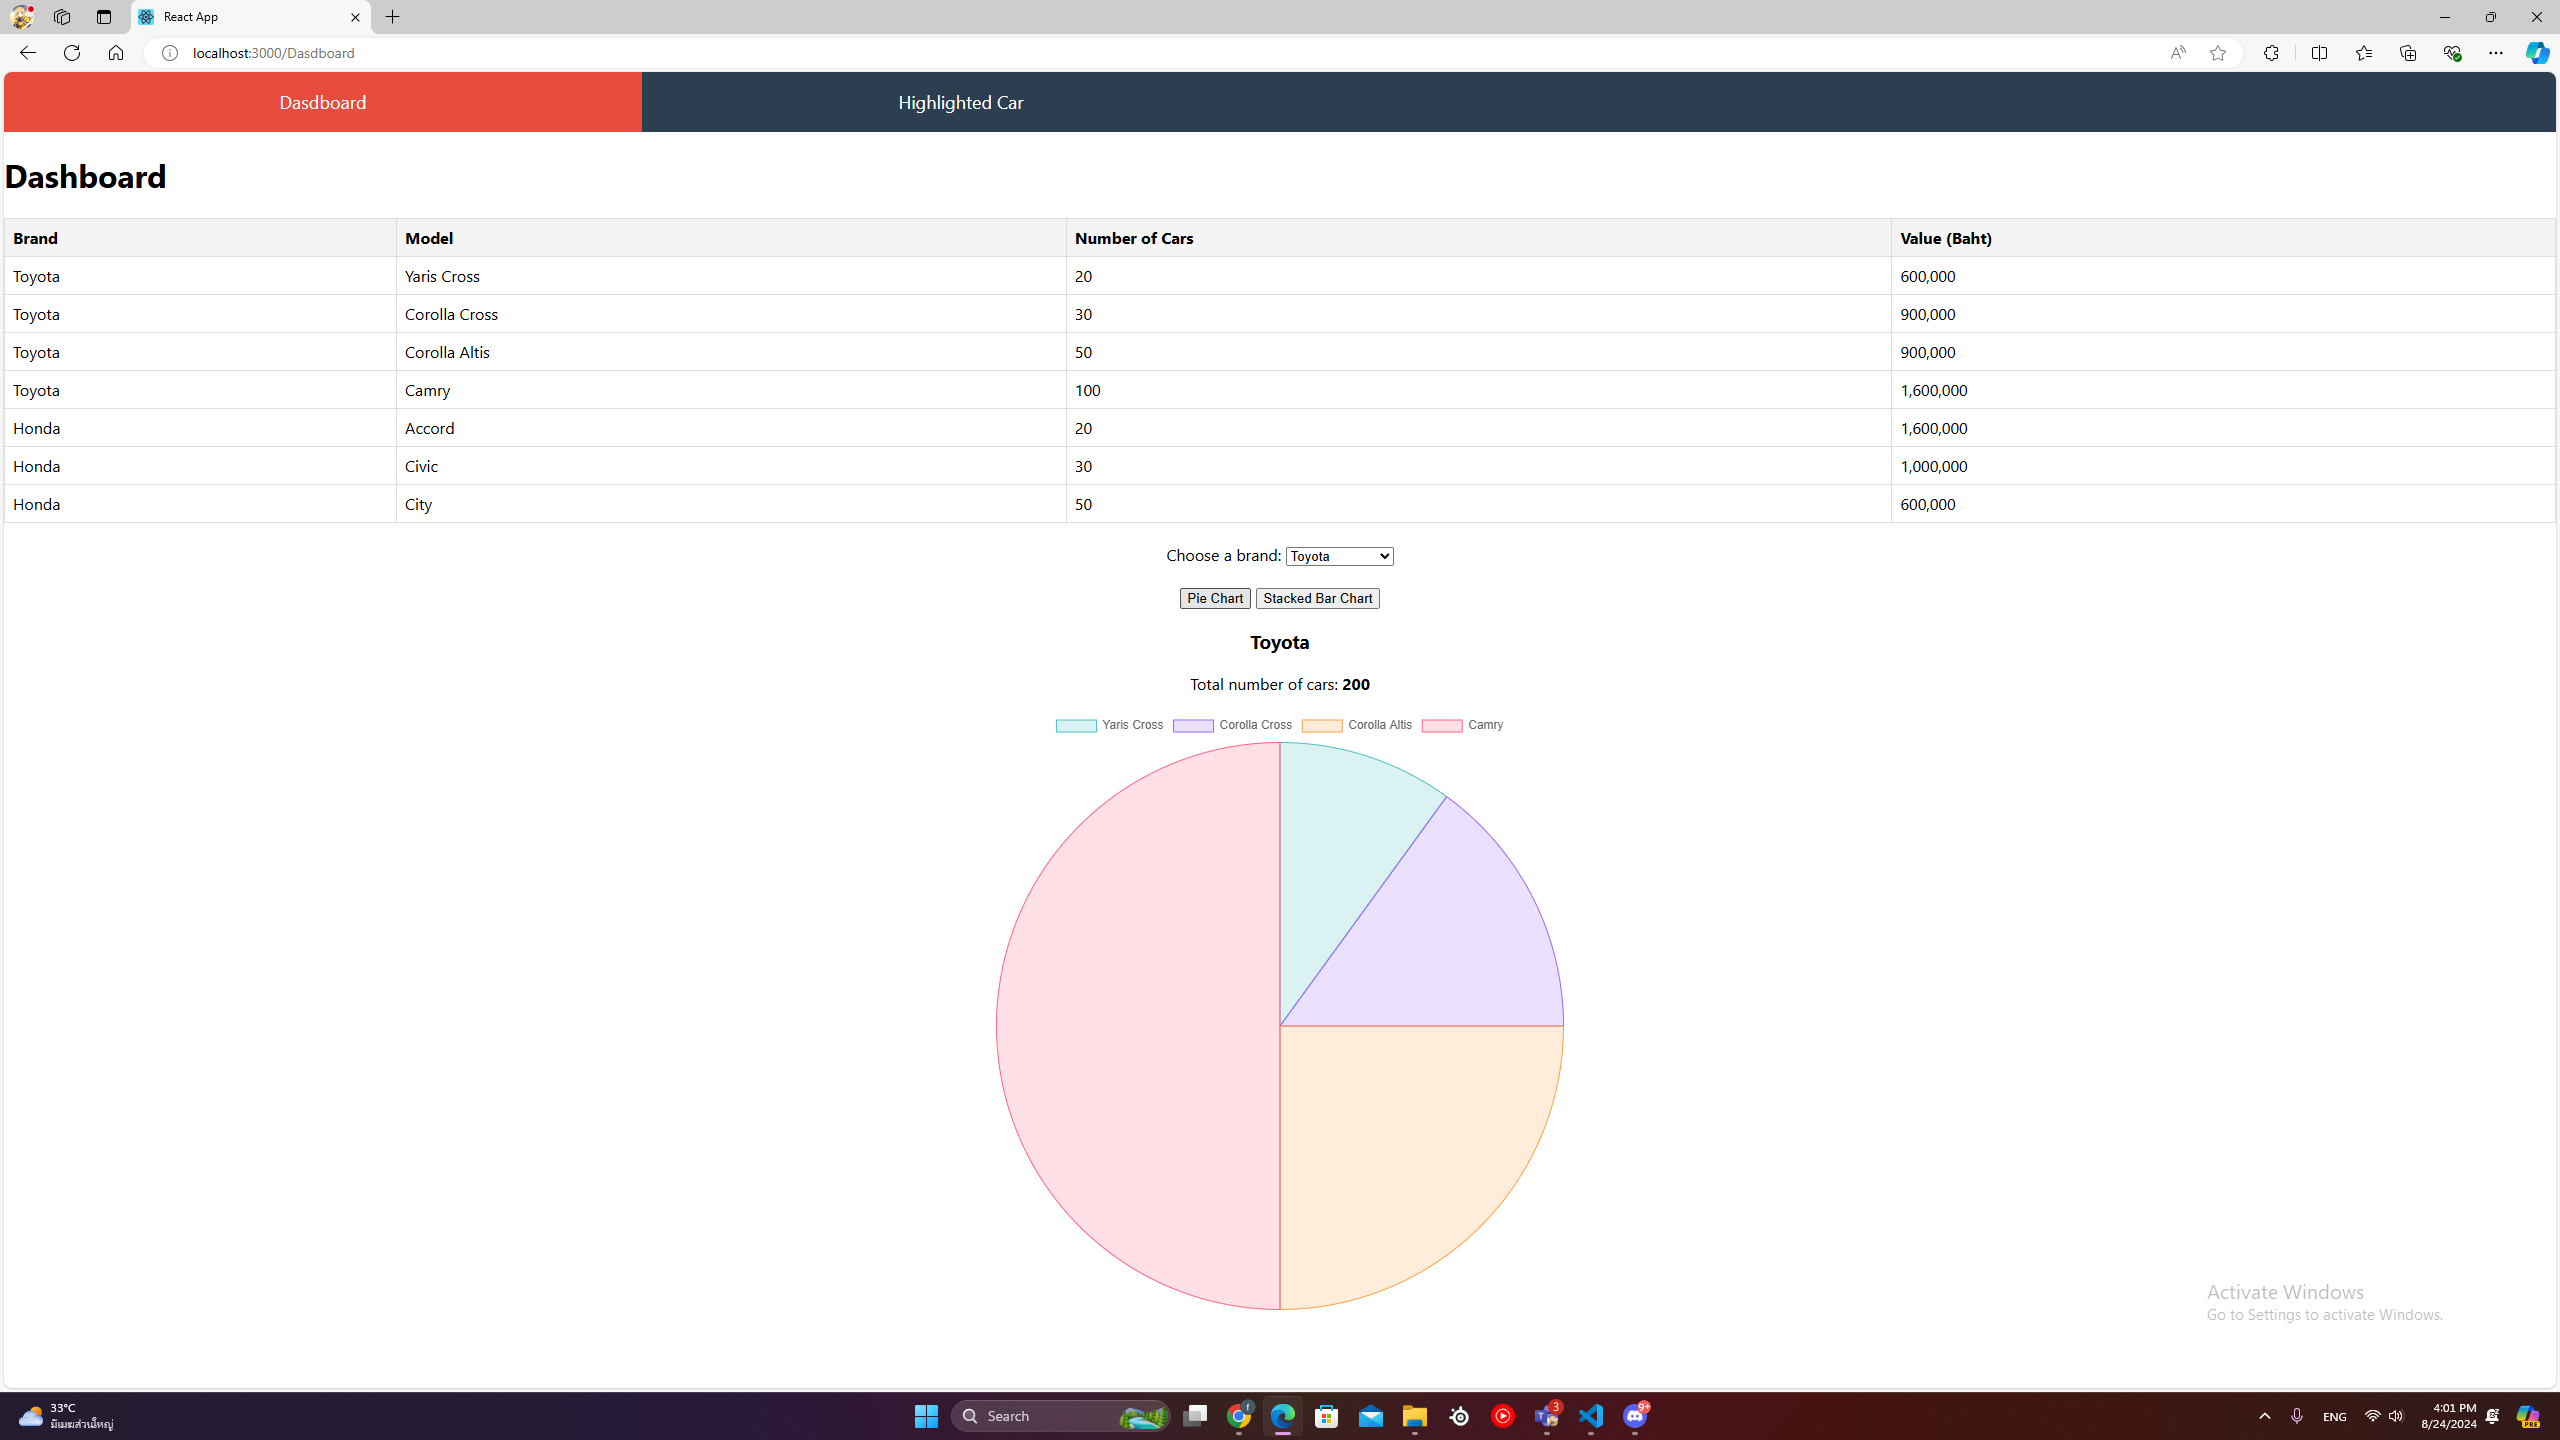 React App
localhost:3000/Dasdboard
Dasdboard Highlighted Car
Dashboard
Brand Model Number of Cars Value (Baht)
Toyota Yaris Cross 20 600,000
Toyota Corolla Cross 30 900,000
Toyota Corolla Altis 50 900,000
Toyota Camry 100 1,600,000
Honda Accord 20 1,600,000
Honda Civic 30 1,000,000
Honda City 50 600,000
Choose a brand: Toyota
Pie Chart Stacked Bar Chart
Toyota
Total number of cars: 200
Yaris Cross Corolla Cross Corolla Altis Camry
Activate Windows
Go to Settings to activate Windows.
33°C
มีเมฆส่วนใหญ่
Search
3
9+
ENG
4:01 PM
8/24/2024
PRE